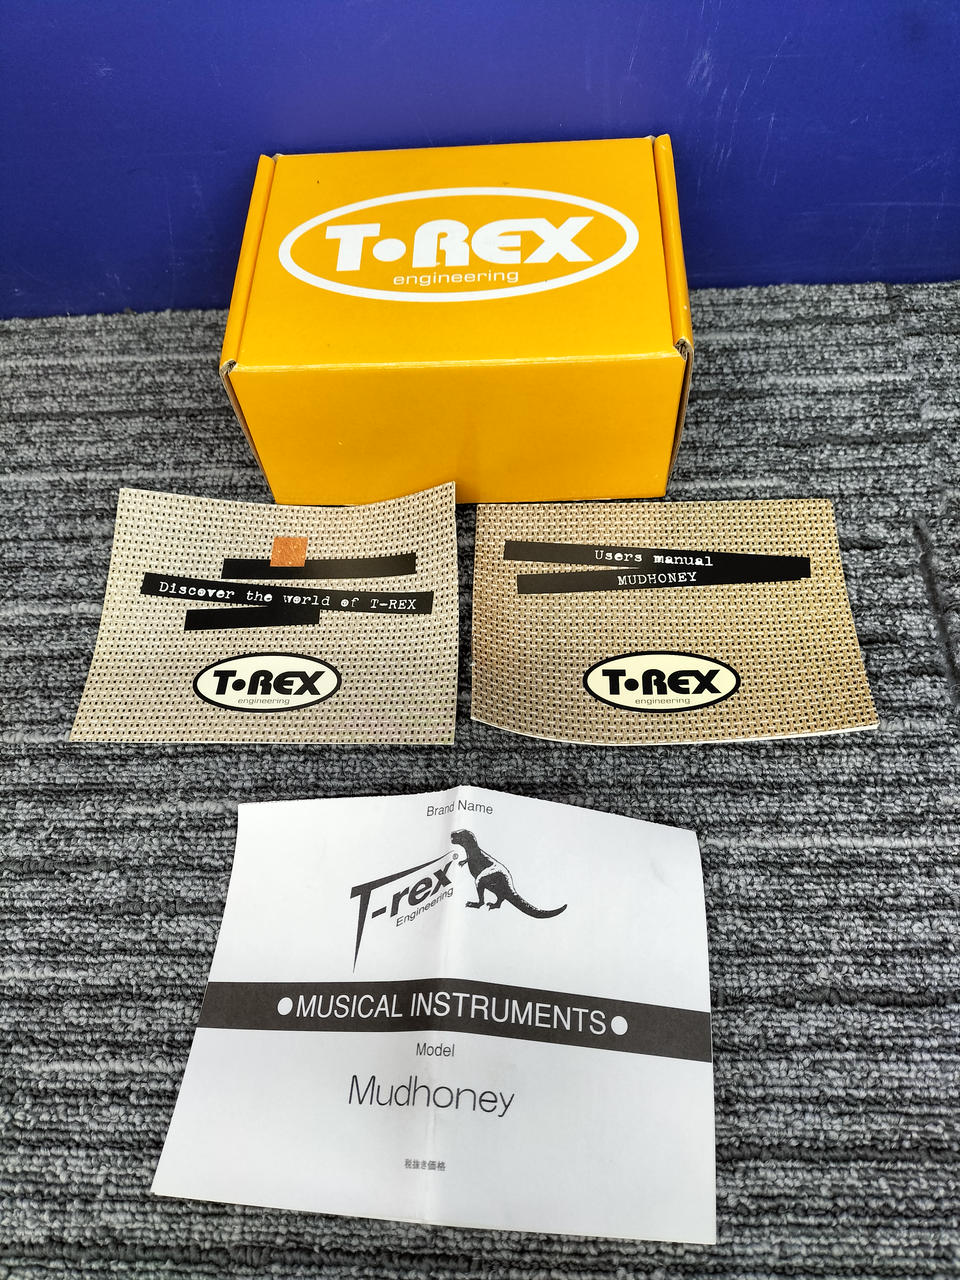 T•REX
engineering
Discover the world of T-REX
T•REX
engineering
Users manual
MUDHONEY
T•REX
engineering
Brand Name
T-rex®
Engineering
●MUSICAL INSTRUMENTS●
Model
Mudhoney
税抜き価格